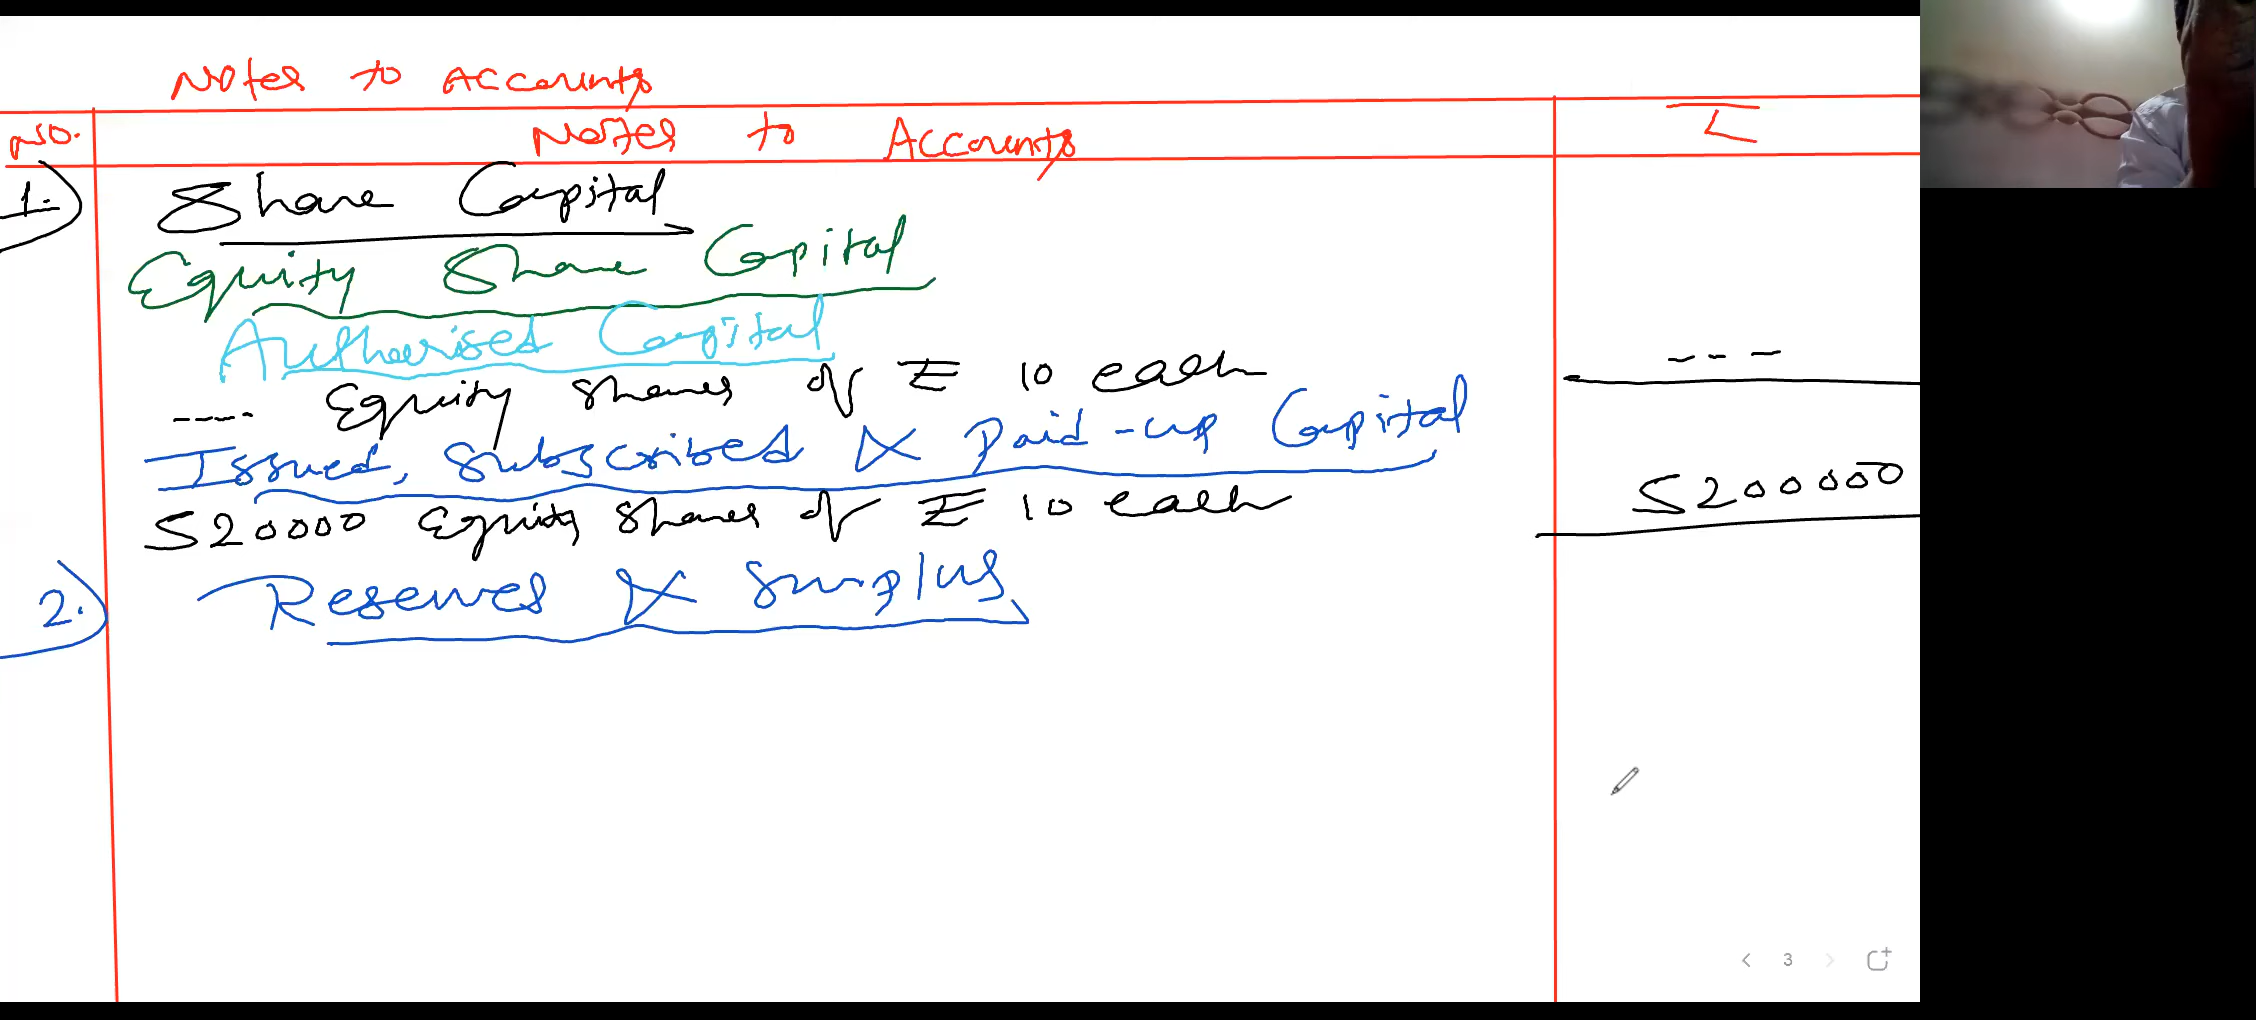 Notes to Accounts
No. Notes to Accounts ₹
1. Share Capital
Equity Share Capital
Authorised Capital
---- Equity Shares of ₹ 10 each ---
Issued, Subscribed & Paid-up Capital
520000 Equity Shares of ₹ 10 each 5200000
2. Reserves & Surplus
3